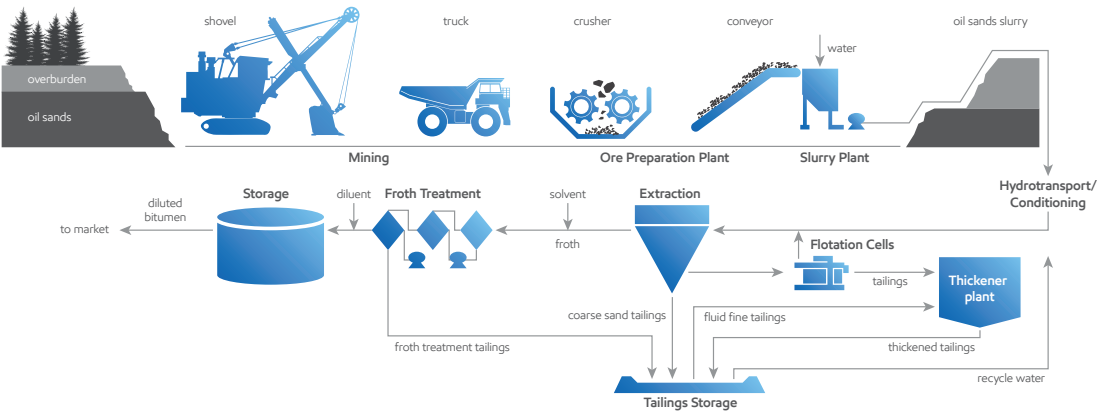 shovel
truck
crusher
conveyor
oil sands slurry
water
overburden
oil sands
Mining
Ore Preparation Plant
Slurry Plant
Hydrotransport/
Conditioning
Storage
diluent
Froth Treatment
solvent
Extraction
diluted
bitumen
to market
froth
Flotation Cells
tailings
Thickener
plant
coarse sand tailings
fluid fine tailings
froth treatment tailings
thickened tailings
recycle water
Tailings Storage